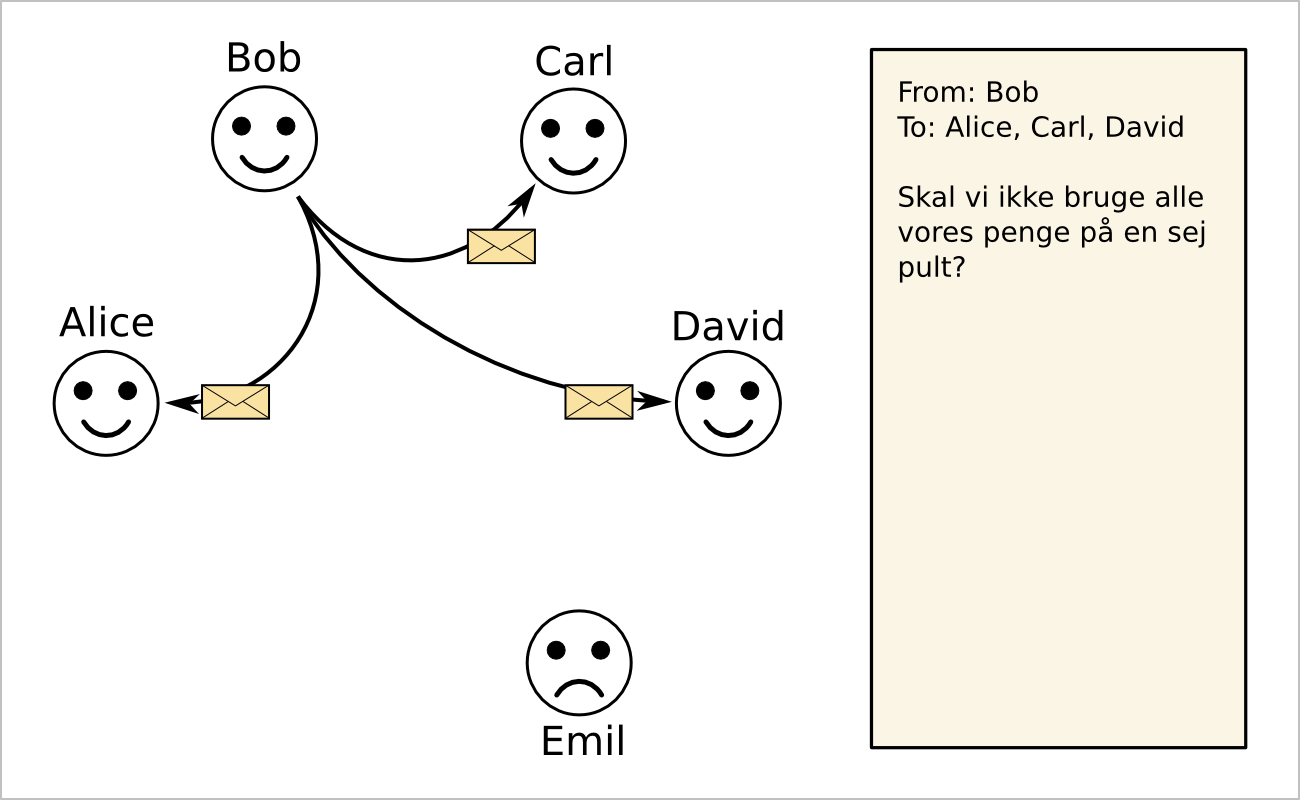 Bob
Carl
Alice
David
Emil
From: Bob
To: Alice, Carl, David
Skal vi ikke bruge alle
vores penge på en sej
pult?